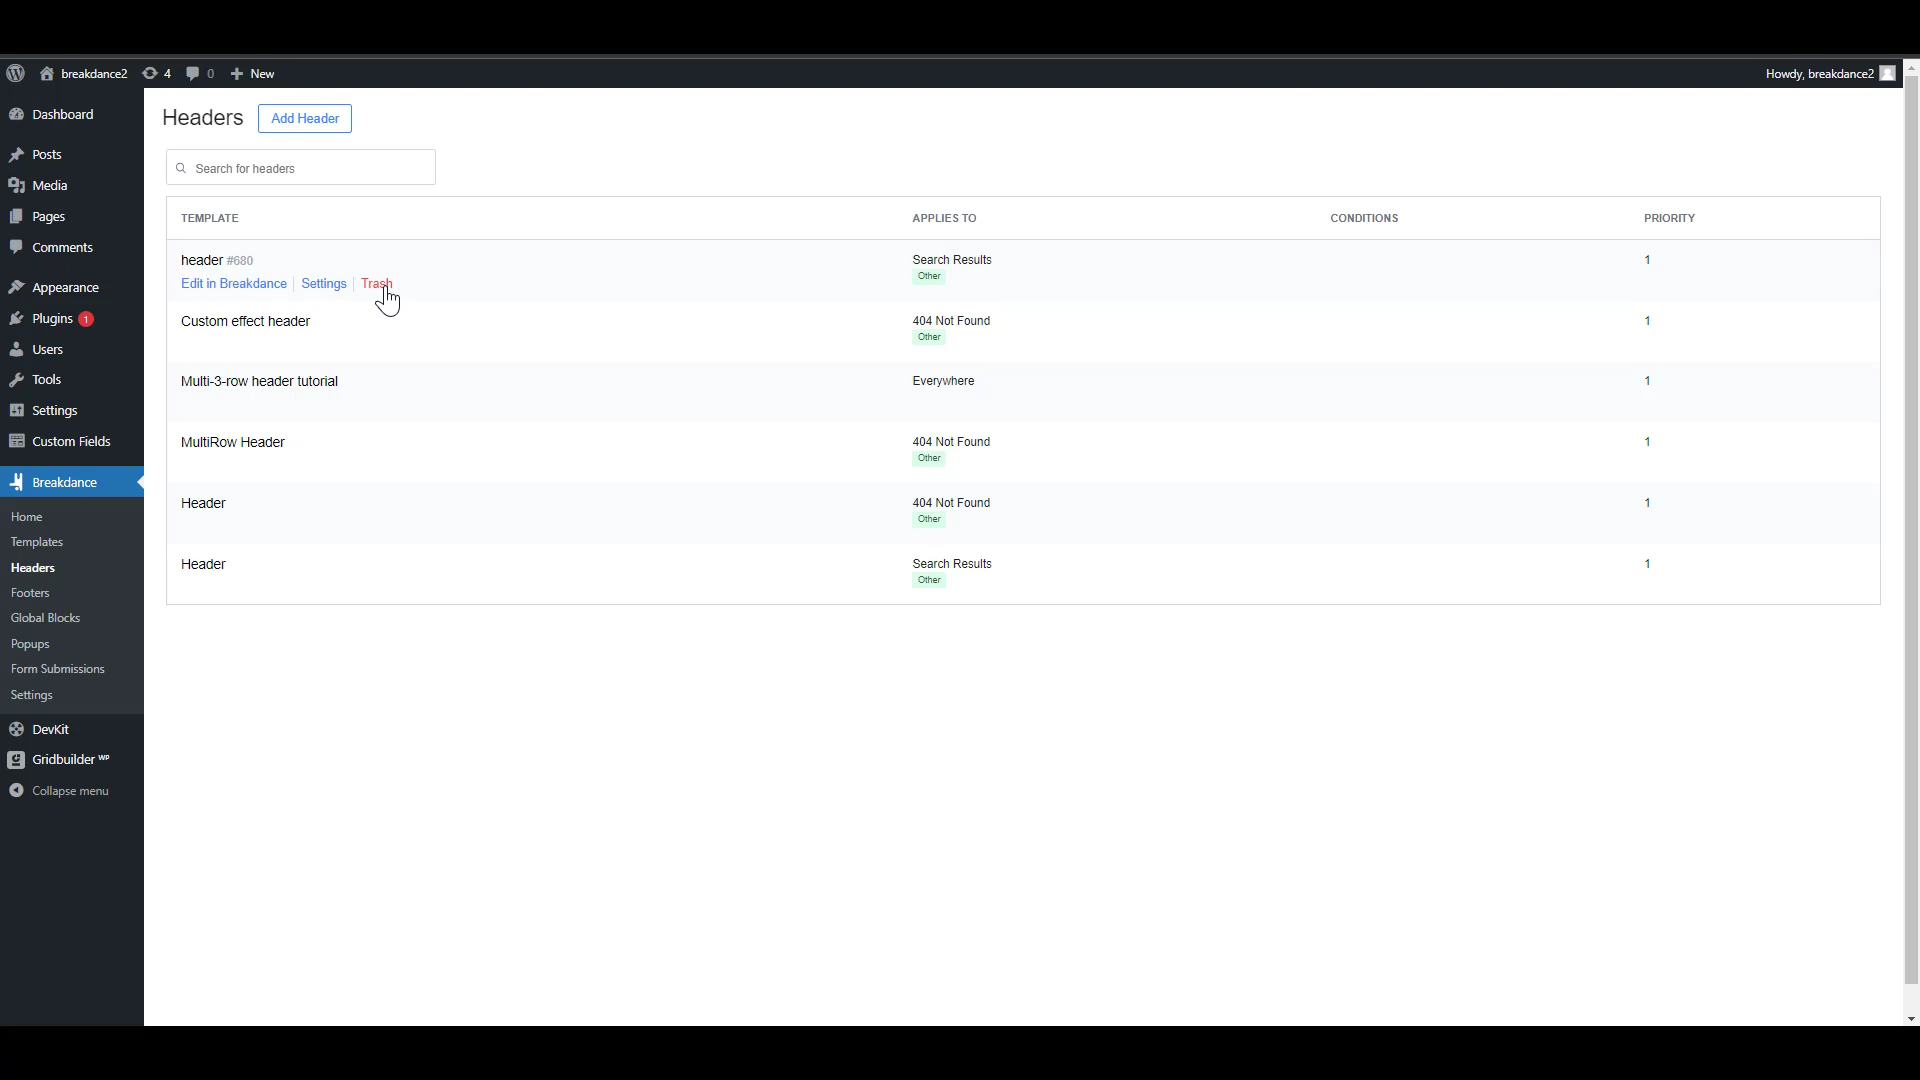 breakdance2 4 0 New Howdy, breakdance2
Dashboard
Posts
Media
Pages
Comments
Appearance
Plugins 1
Users
Tools
Settings
Custom Fields
Breakdance
Home
Templates
Headers
Footers
Global Blocks
Popups
Form Submissions
Settings
DevKit
Gridbuilder WP
Collapse menu
Headers Add Header
Search for headers
TEMPLATE APPLIES TO CONDITIONS PRIORITY
header #680 Search Results 1
Edit in Breakdance Settings Trash Other
Custom effect header 404 Not Found 1
Other
Multi-3-row header tutorial Everywhere 1
MultiRow Header 404 Not Found 1
Other
Header 404 Not Found 1
Other
Header Search Results 1
Other